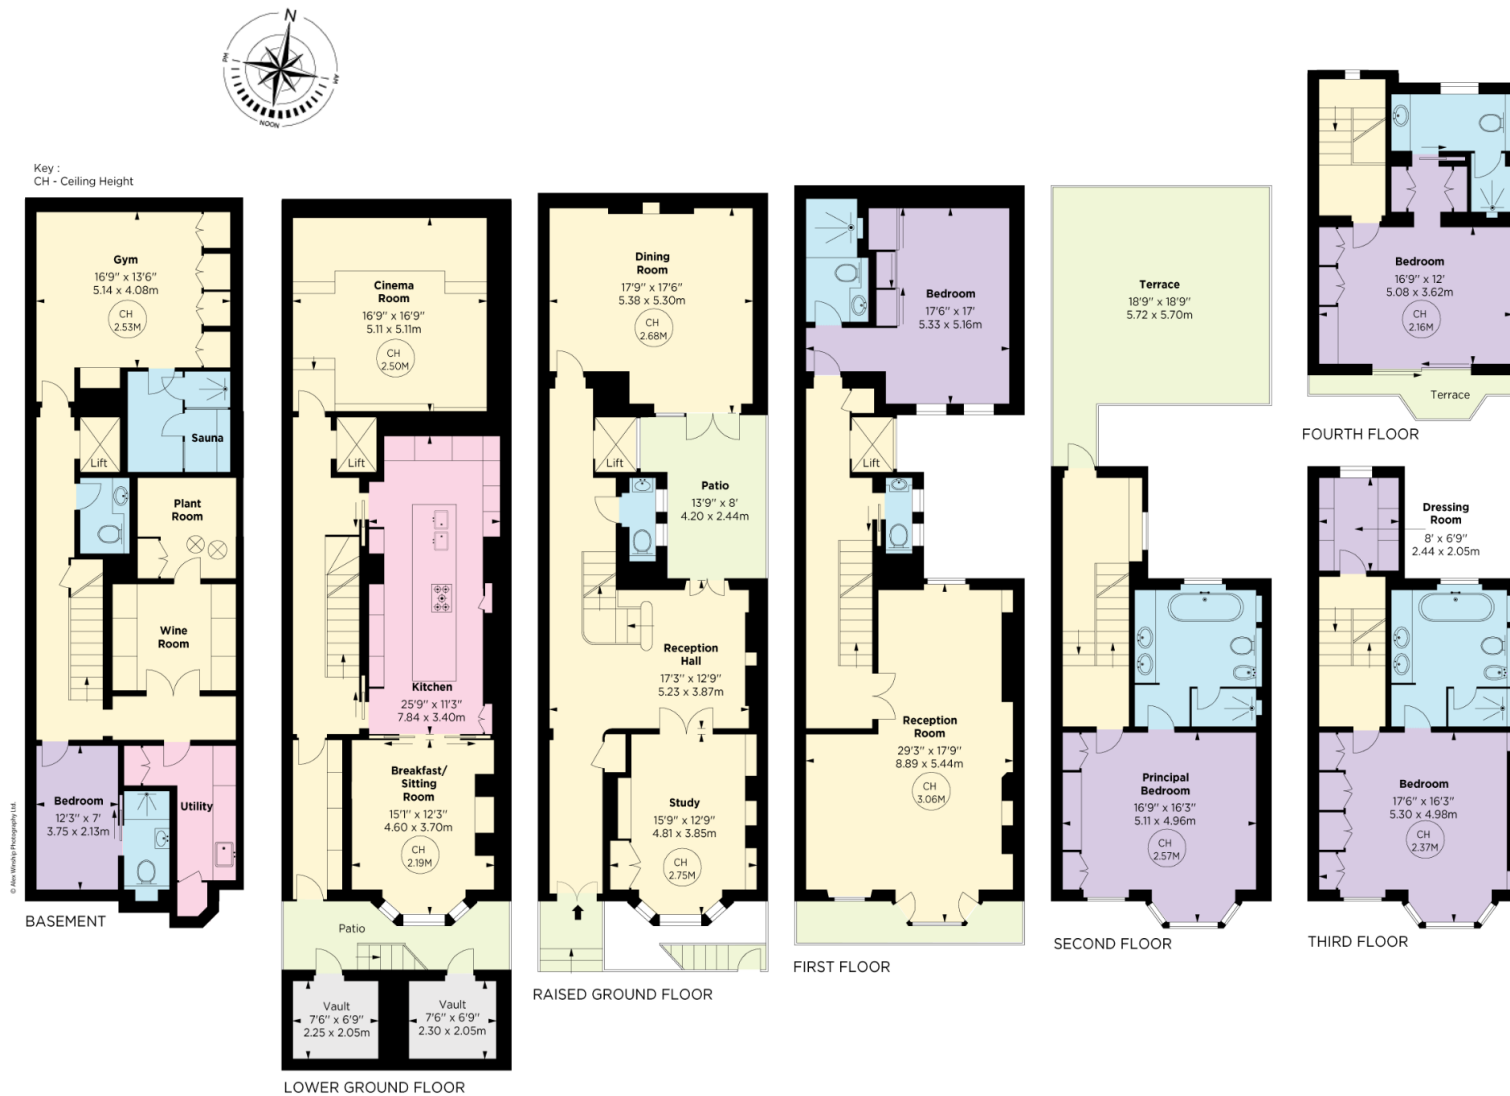 N
PM
AM
NOON
Key :
CH - Ceiling Height
Gym
16'9" x 13'6"
5.14 x 4.08m
CH
2.53M
Sauna
Lift
Plant
Room
Wine
Room
Bedroom
12'3" x 7'
3.75 x 2.13m
Utility
© Alex Winship Photography Ltd.
BASEMENT
Cinema
Room
16'9" x 16'9"
5.11 x 5.11m
CH
2.50M
Lift
Kitchen
25'9" x 11'3"
7.84 x 3.40m
Breakfast/
Sitting
Room
15'1" x 12'3"
4.60 x 3.70m
CH
2.19M
Patio
Vault
7'6" x 6'9"
2.25 x 2.05m
Vault
7'6" x 6'9"
2.30 x 2.05m
LOWER GROUND FLOOR
Dining
Room
17'9" x 17'6"
5.38 x 5.30m
CH
2.68M
Lift
Patio
13'9" x 8'
4.20 x 2.44m
Reception
Hall
17'3" x 12'9"
5.23 x 3.87m
Study
15'9" x 12'9"
4.81 x 3.85m
CH
2.75M
RAISED GROUND FLOOR
Bedroom
17'6" x 17'
5.33 x 5.16m
Lift
Reception
Room
29'3" x 17'9"
8.89 x 5.44m
CH
3.06M
FIRST FLOOR
Terrace
18'9" x 18'9"
5.72 x 5.70m
Principal
Bedroom
16'9" x 16'3"
5.11 x 4.96m
CH
2.57M
SECOND FLOOR
Bedroom
16'9" x 12'
5.08 x 3.62m
CH
2.16M
Terrace
FOURTH FLOOR
Dressing
Room
8' x 6'9"
2.44 x 2.05m
Bedroom
17'6" x 16'3"
5.30 x 4.98m
CH
2.37M
THIRD FLOOR